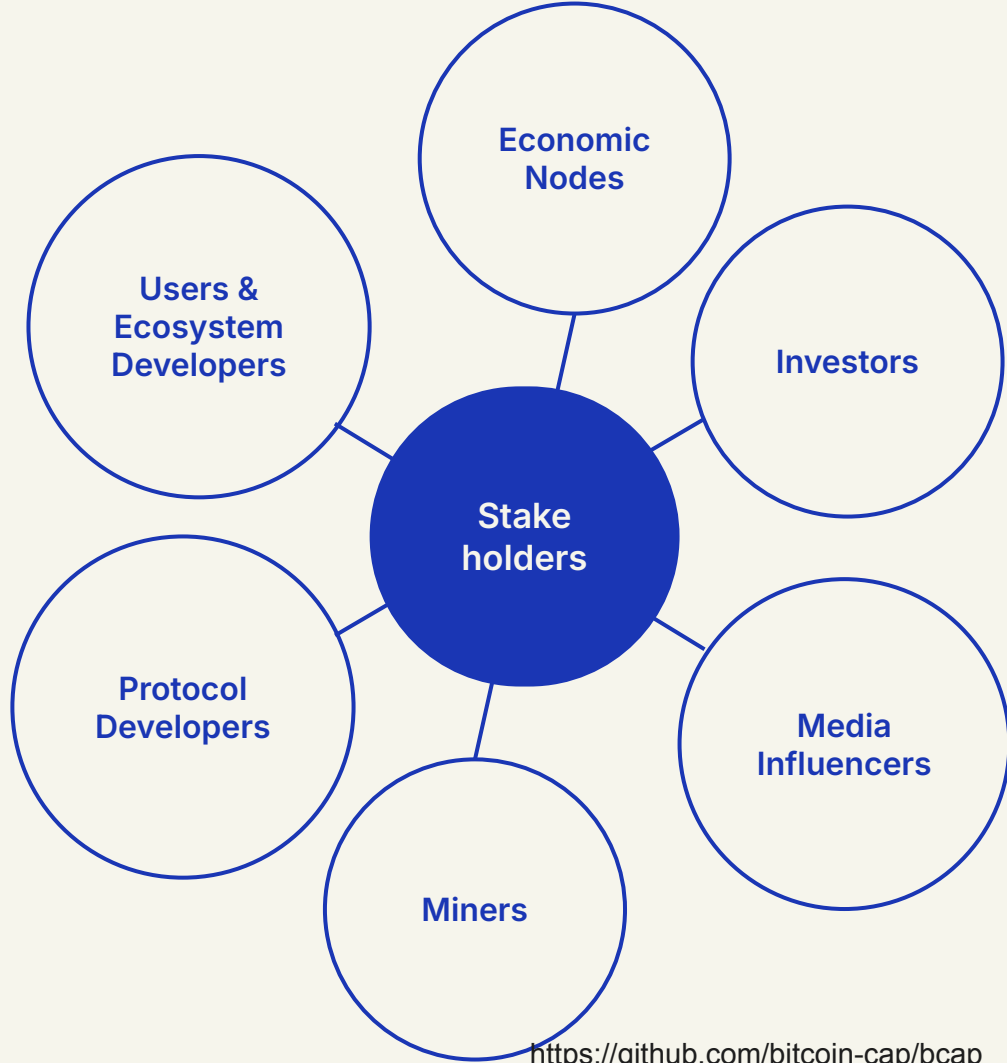 Economic
Nodes
Users &
Ecosystem
Developers
Investors
Stake
holders
Protocol
Developers
Media
Influencers
Miners
https://github.com/bitcoin-cap/bcap